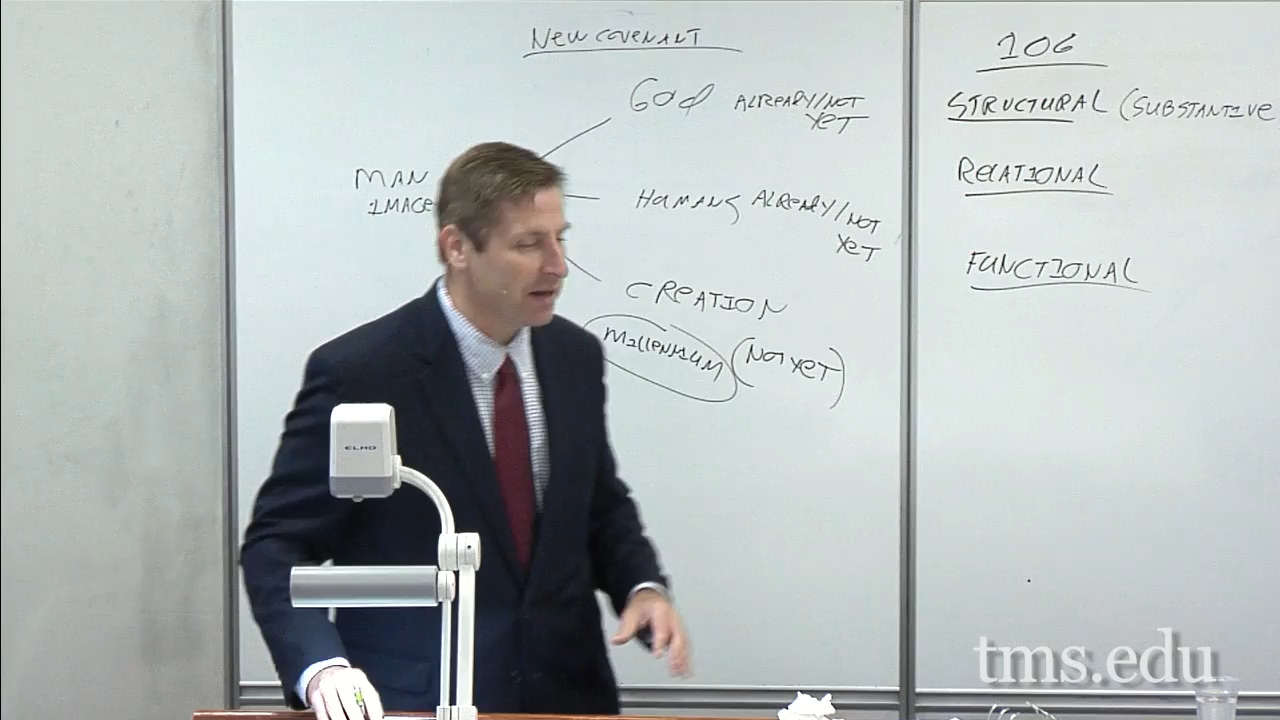 NEW COVENANT
GOD ALREADY/NOT
YET
MAN
IMAGE
HUMANS ALREADY/NOT
YET
CREATION
MILLENNIUM (NOT YET)
106
STRUCTURAL (SUBSTANTIVE
RELATIONAL
FUNCTIONAL
ELMO
tms.edu